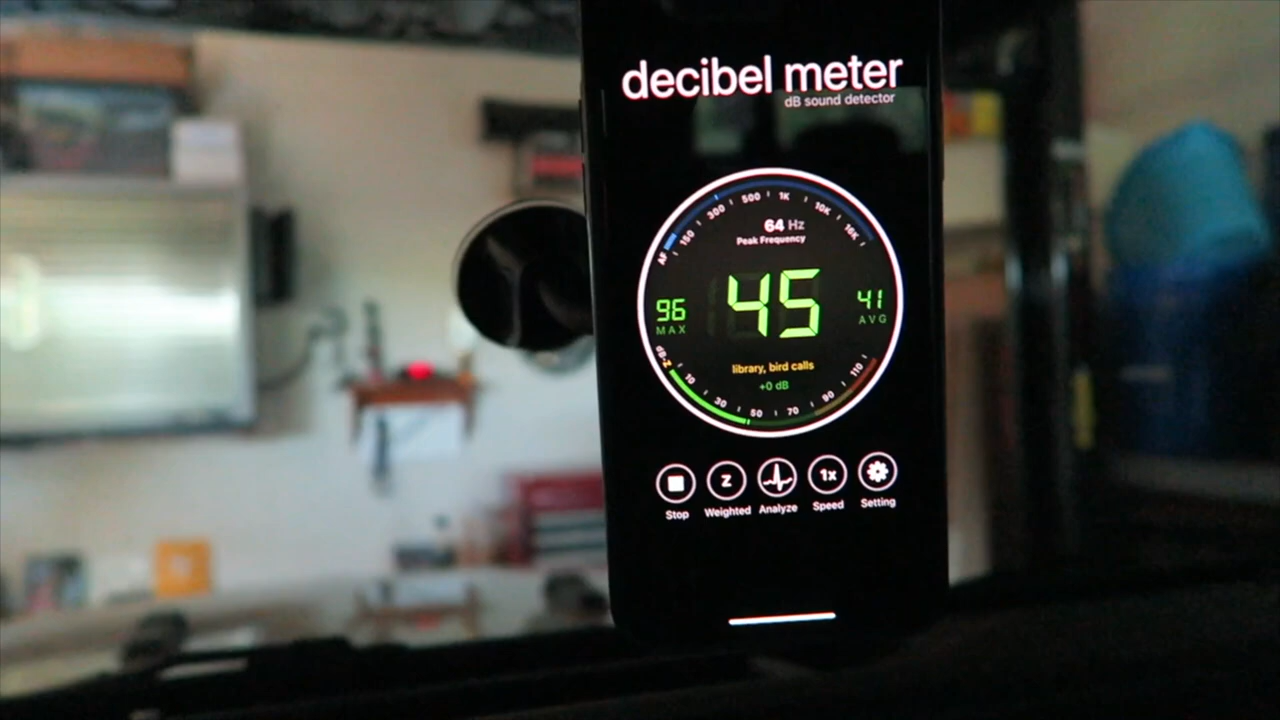 decibel meter
dB sound detector
AF 150 300 500 1K 10K 16K
64 Hz
Peak Frequency
96
MAX
45
41
AVG
library, bird calls
+0 dB
dB-Z 10 30 50 70 90 110
Z 1x
Stop Weighted Analyze Speed Setting